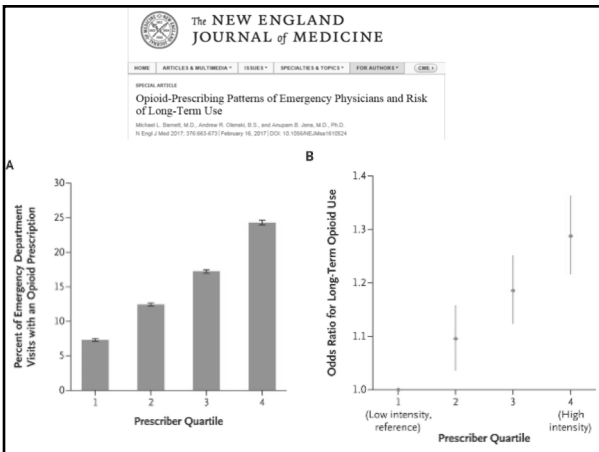 The NEW ENGLAND
JOURNAL of MEDICINE
HOME ARTICLES & MULTIMEDIA ISSUES SPECIALTIES & TOPICS FOR AUTHORS CME
SPECIAL ARTICLE
Opioid-Prescribing Patterns of Emergency Physicians and Risk
of Long-Term Use
Michael L. Barnett, M.D., Andrew R. Olenski, B.S., and Anupam B. Jena, M.D., Ph.D.
N Engl J Med 2017; 376:663-673 | February 16, 2017 | DOI: 10.1056/NEJMsa1610524
A
Percent of Emergency Department
Visits with an Opioid Prescription
30
25
20
15
10
5
0
1 2 3 4
Prescriber Quartile
B
Odds Ratio for Long-Term Opioid Use
1.4
1.3
1.2
1.1
1.0
1 2 3 4
(Low intensity, (High
reference) intensity)
Prescriber Quartile